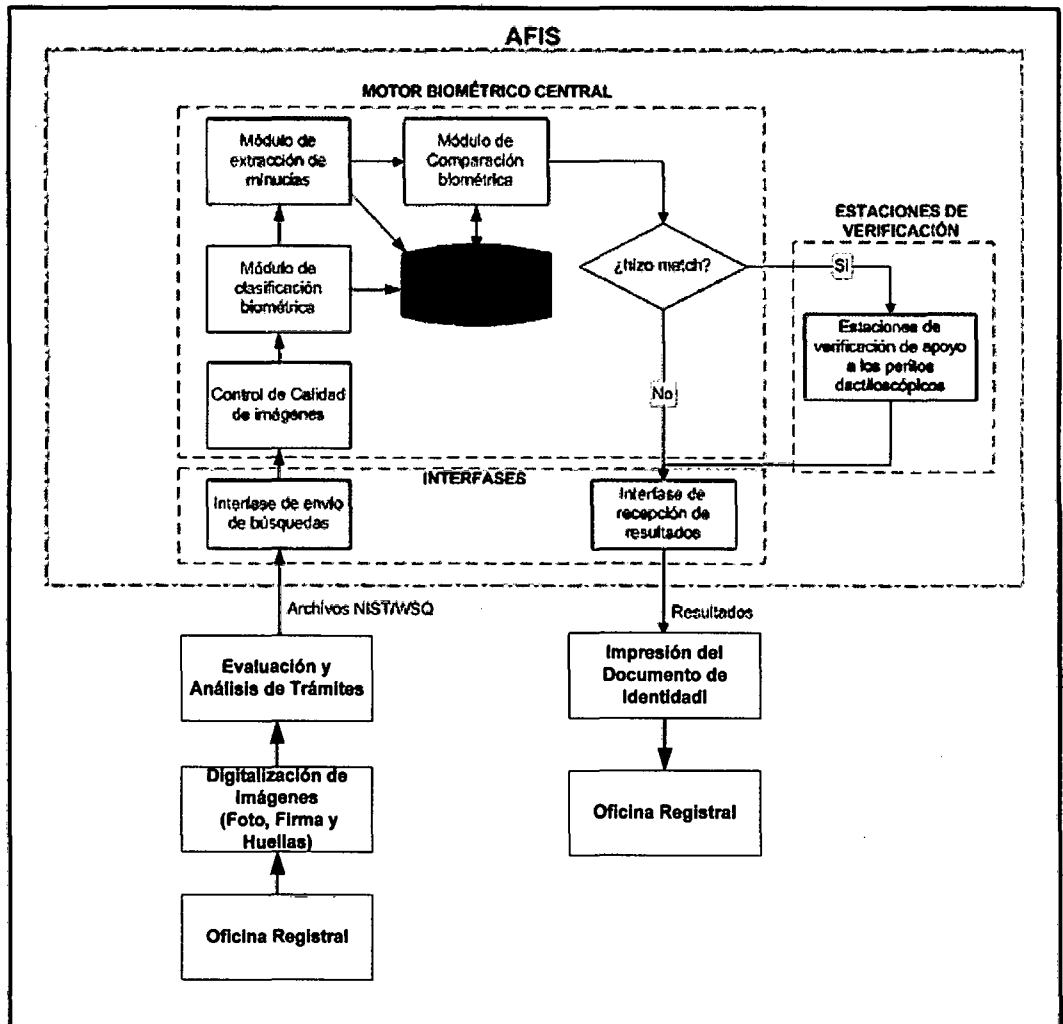 AFIS
MOTOR BIOMÉTRICO CENTRAL
Módulo de
extracción de
minucias
Módulo de
Comparación
biométrica
ESTACIONES DE
VERIFICACIÓN
Módulo de
clasificación
biométrica
¿hizo match?
SI
Estaciones de
verificación de apoyo
a los peritos
dactiloscópicos
Control de Calidad
de imágenes
No
INTERFASES
Interfase de envío
de búsquedas
Interfase de
recepción de
resultados
Archivos NIST/WSQ
Resultados
Evaluación y
Análisis de Trámites
Impresión del
Documento de
Identidadl
Digitalización de
Imágenes
(Foto, Firma y
Huellas)
Oficina Registral
Oficina Registral